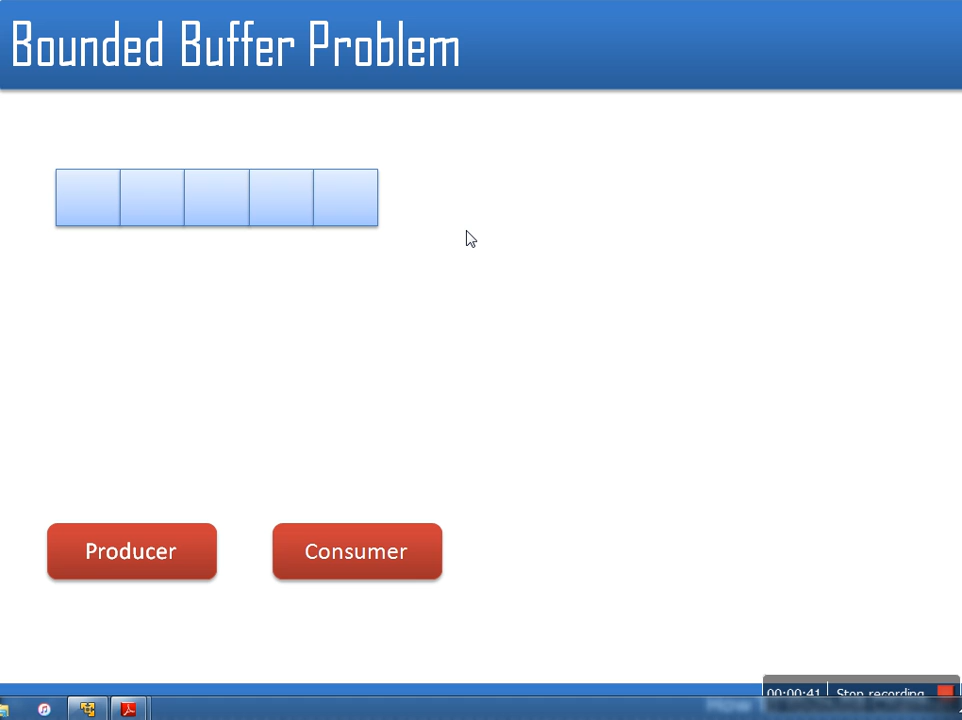 Bounded Buffer Problem
Producer
Consumer
00:00:41
Stop recording